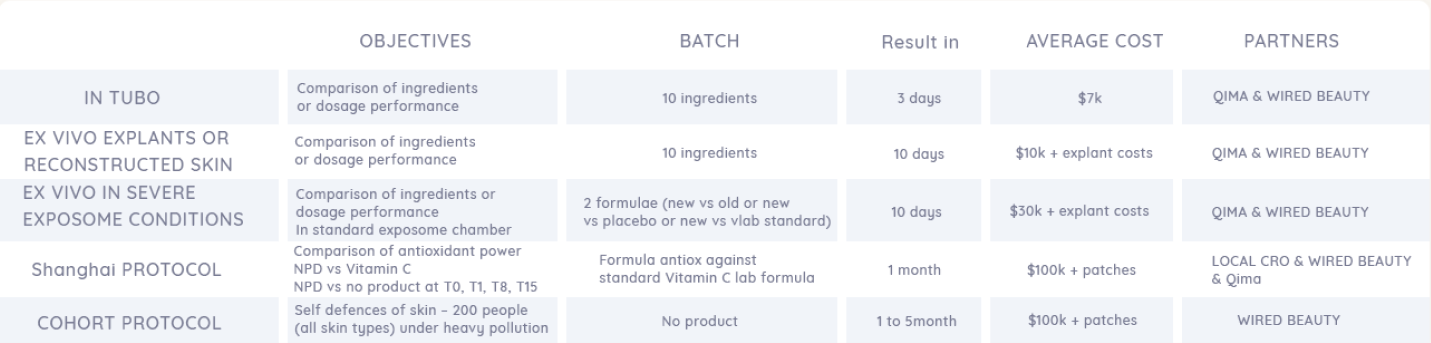 OBJECTIVES BATCH Result in AVERAGE COST PARTNERS
IN TUBO
Comparison of ingredients
or dosage performance
10 ingredients
3 days
$7k
QIMA & WIRED BEAUTY
EX VIVO EXPLANTS OR
RECONSTRUCTED SKIN
Comparison of ingredients
or dosage performance
10 ingredients
10 days
$10k + explant costs
QIMA & WIRED BEAUTY
EX VIVO IN SEVERE
EXPOSOME CONDITIONS
Comparison of ingredients or
dosage performance
In standard exposome chamber
2 formulae (new vs old or new
vs placebo or new vs vlab standard)
10 days
$30k + explant costs
QIMA & WIRED BEAUTY
Shanghai PROTOCOL
Comparison of antioxidant power
NPD vs Vitamin C
NPD vs no product at T0, T1, T8, T15
Formula antiox against
standard Vitamin C lab formula
1 month
$100k + patches
LOCAL CRO & WIRED BEAUTY
& Qima
COHORT PROTOCOL
Self defences of skin – 200 people
(all skin types) under heavy pollution
No product
1 to 5month
$100k + patches
WIRED BEAUTY